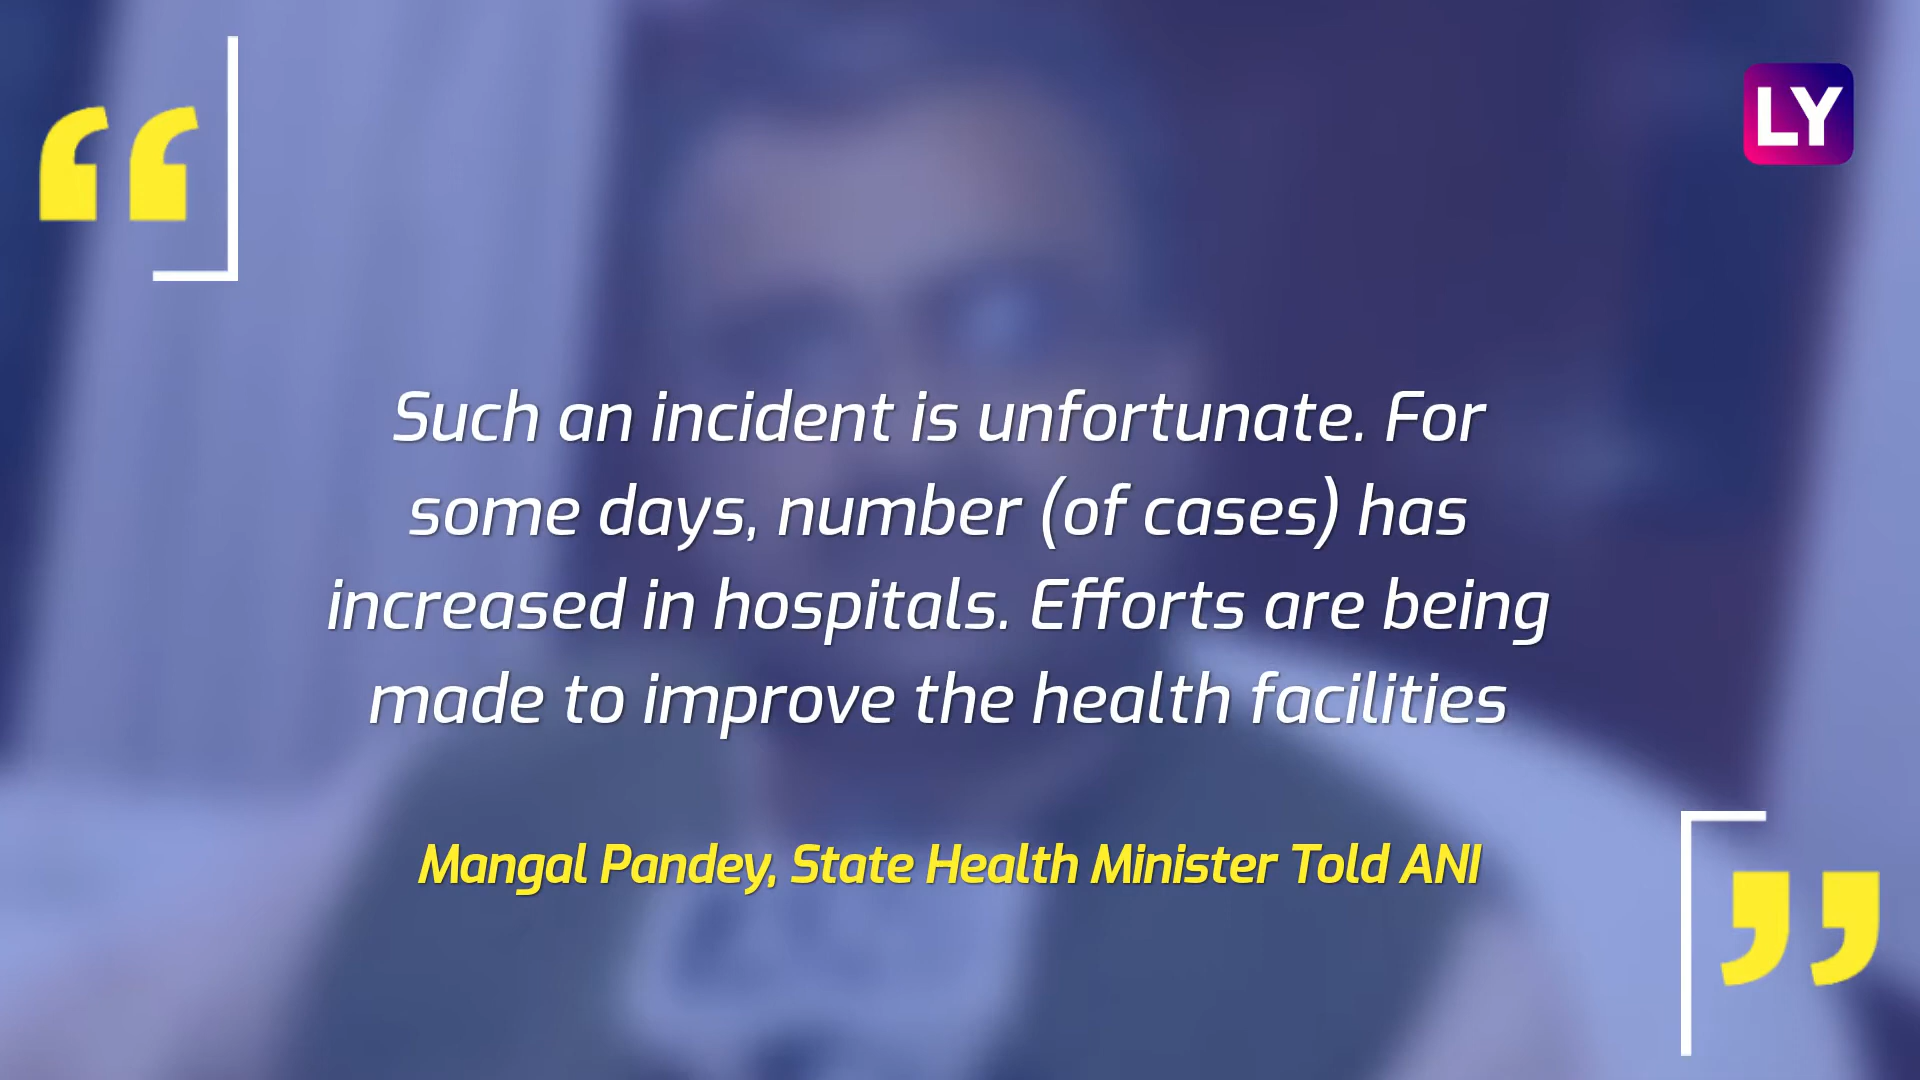 “
LY
Such an incident is unfortunate. For
some days, number (of cases) has
increased in hospitals. Efforts are being
made to improve the health facilities
Mangal Pandey, State Health Minister Told ANI
”